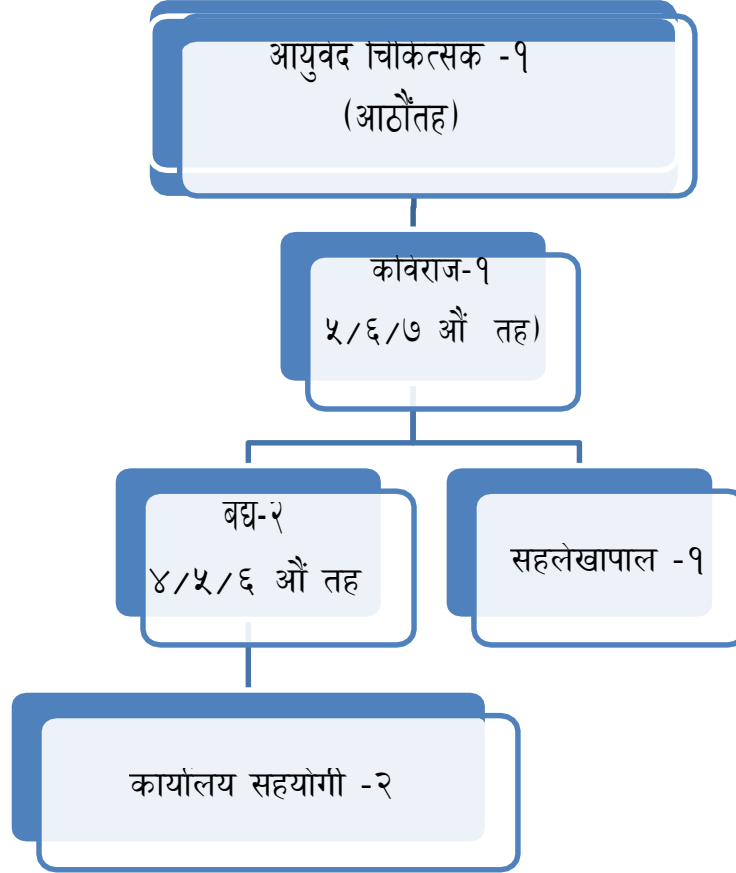 आयुर्वेद चिकित्सक -१
(आठौंतह)
कविराज-१
५/६/७ औं तह)
बद्य-२
४/५/६ औं तह
सहलेखापाल -१
कार्यालय सहयोगी -२